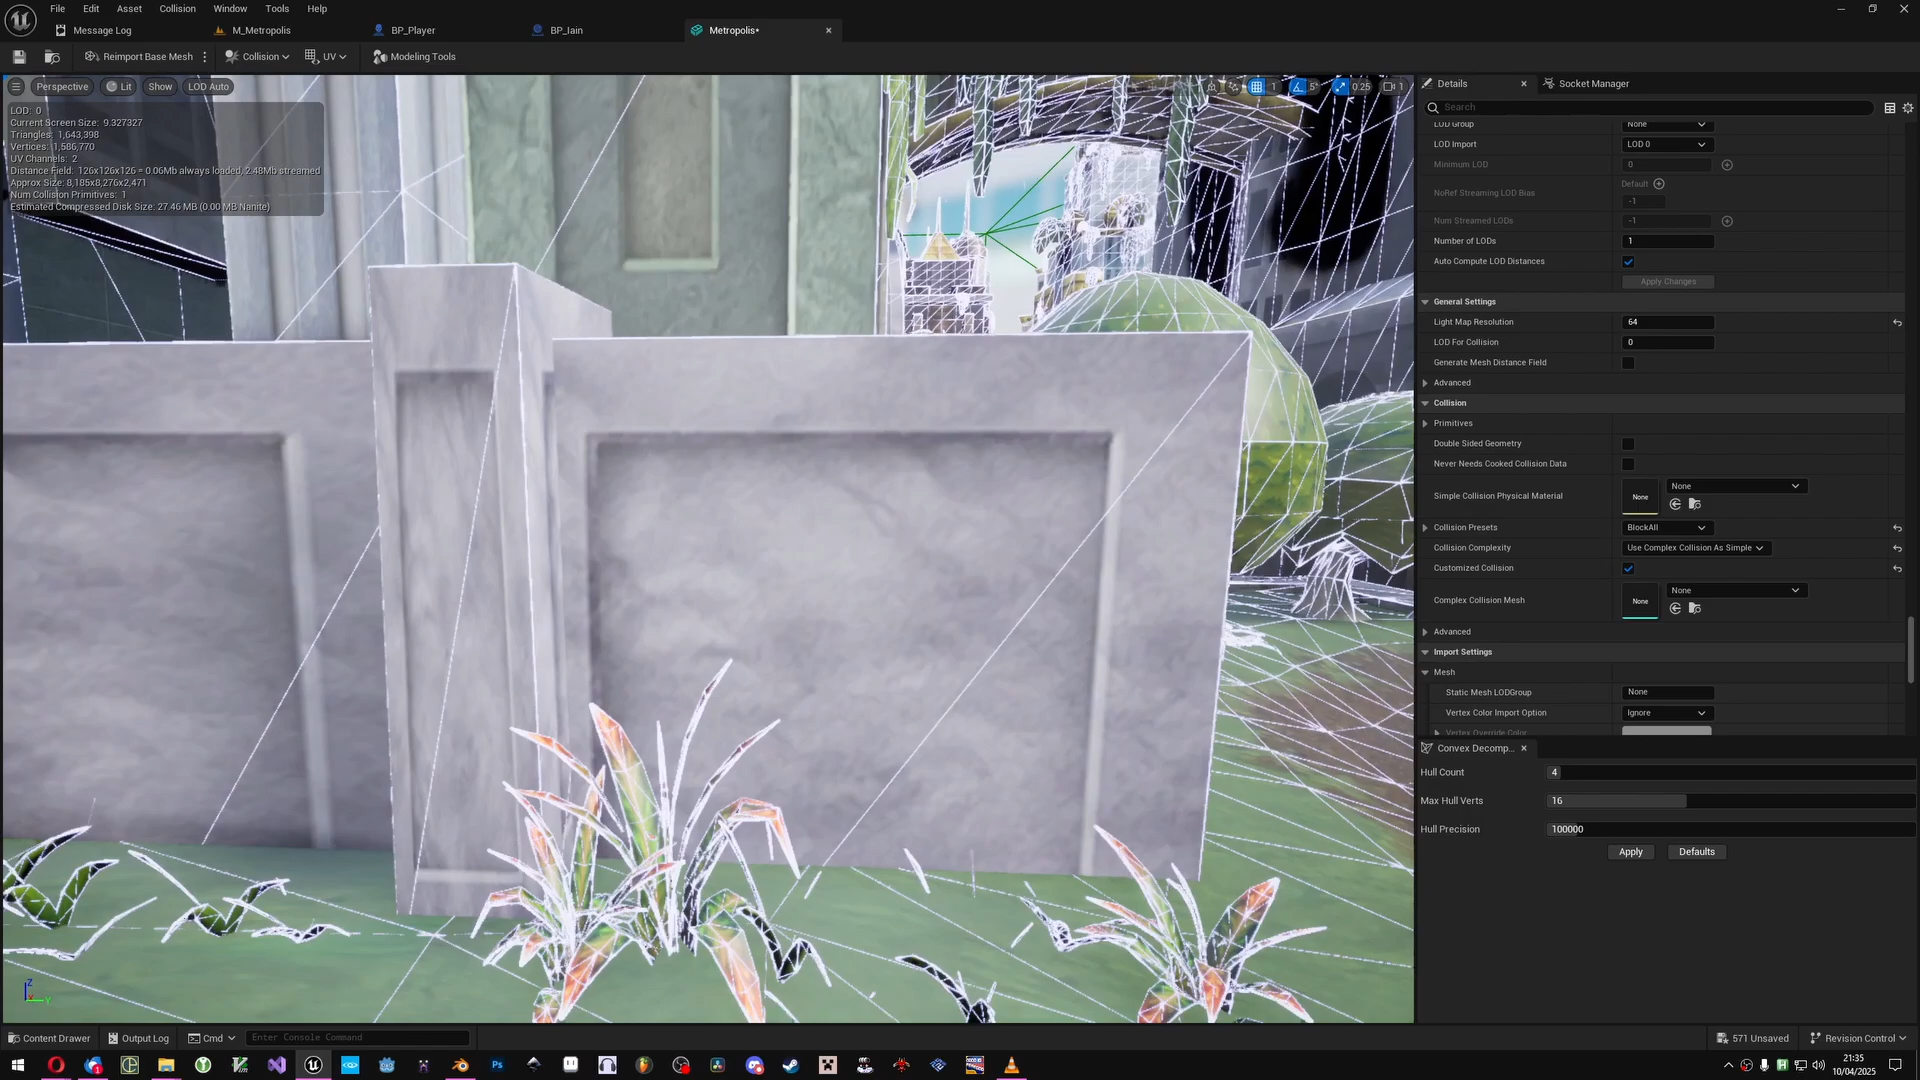 File Edit Asset Collision Window Tools Help
Message Log M_Metropolis BP_Player BP_Iain Metropolis•
Reimport Base Mesh Collision UV Modeling Tools
Perspective Lit Show LOD Auto 1 5° 0.25 1
LOD: 0
Current Screen Size: 9.327327
Triangles: 1,643,398
Vertices: 1,586,770
UV Channels: 2
Distance Field: 126x126x126 = 0.06Mb always loaded, 2.48Mb streamed
Approx Size: 8,185x8,276x2,471
Num Collision Primitives: 1
Estimated Compressed Disk Size: 27.46 MB (0.00 MB Nanite)
Z
Y
Details Socket Manager
Search
LOD Group None
LOD Import LOD 0
Minimum LOD 0
Default
NoRef Streaming LOD Bias
-1
Num Streamed LODs -1
Number of LODs 1
Auto Compute LOD Distances
Apply Changes
General Settings
Light Map Resolution 64
LOD For Collision 0
Generate Mesh Distance Field
Advanced
Collision
Primitives
Double Sided Geometry
Never Needs Cooked Collision Data
Simple Collision Physical Material None None
Collision Presets BlockAll
Collision Complexity Use Complex Collision As Simple
Customized Collision
Complex Collision Mesh None None
Advanced
Import Settings
Mesh
Static Mesh LODGroup None
Vertex Color Import Option Ignore
Vertex Override Color
Convex Decomp...
Hull Count 4
Max Hull Verts 16
Hull Precision 100000
Apply Defaults
Content Drawer Output Log Cmd Enter Console Command 571 Unsaved Revision Control
Ps
21:35
10/04/2025